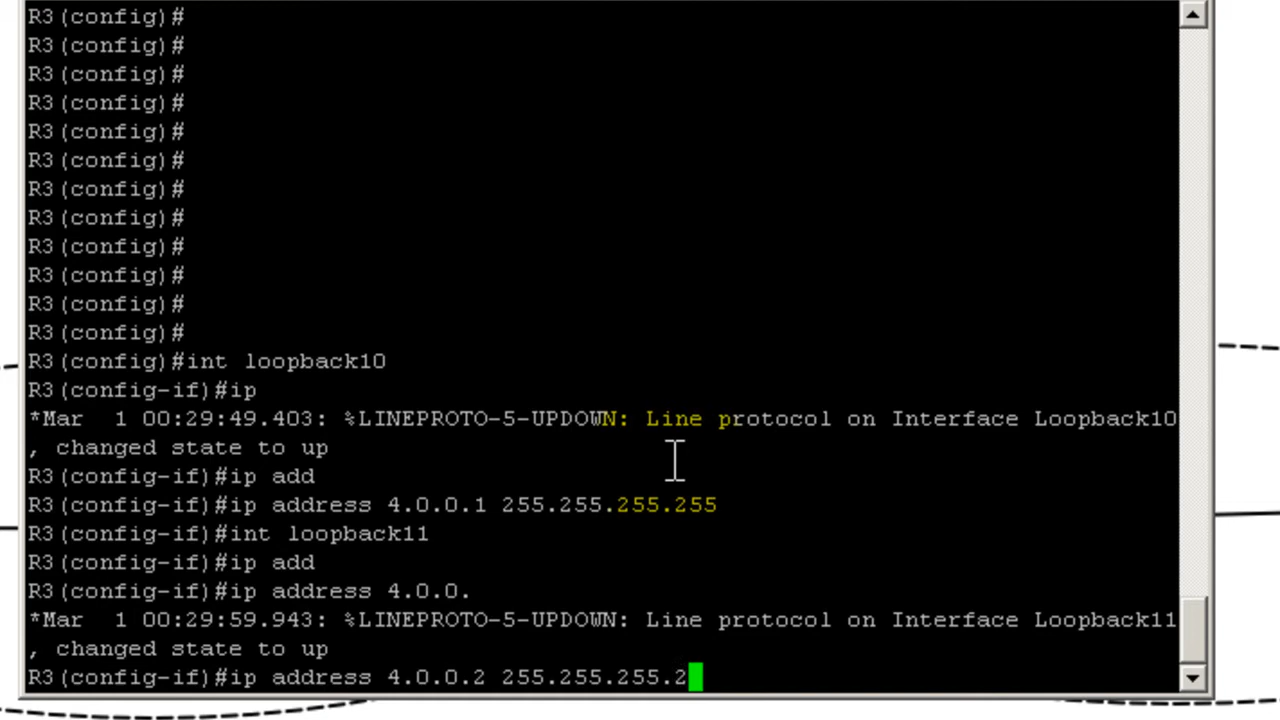 R3(config)#
R3(config)#
R3(config)#
R3(config)#
R3(config)#
R3(config)#
R3(config)#
R3(config)#
R3(config)#
R3(config)#
R3(config)#
R3(config)#
R3(config)#int loopback10
R3(config-if)#ip
*Mar  1 00:29:49.403: %LINEPROTO-5-UPDOWN: Line protocol on Interface Loopback10
, changed state to up
R3(config-if)#ip add
R3(config-if)#ip address 4.0.0.1 255.255.255.255
R3(config-if)#int loopback11
R3(config-if)#ip add
R3(config-if)#ip address 4.0.0.
*Mar  1 00:29:59.943: %LINEPROTO-5-UPDOWN: Line protocol on Interface Loopback11
, changed state to up
R3(config-if)#ip address 4.0.0.2 255.255.255.2